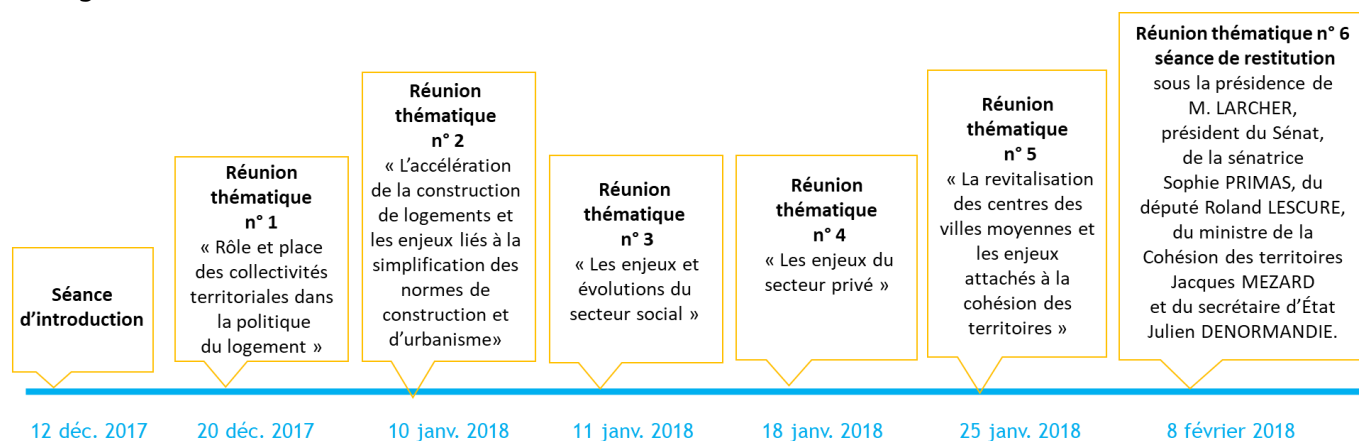 Séance
d’introduction
Réunion
thématique
n° 1
« Rôle et place
des collectivités
territoriales dans
la politique
du logement »
Réunion
thématique
n° 2
« L’accélération
de la construction
de logements et
les enjeux liés à la
simplification des
normes de
construction et
d’urbanisme»
Réunion
thématique
n° 3
« Les enjeux et
évolutions du
secteur social »
Réunion
thématique
n° 4
« Les enjeux du
secteur privé »
Réunion
thématique
n° 5
« La revitalisation
des centres des
villes moyennes et
les enjeux
attachés à la
cohésion des
territoires »
Réunion thématique n° 6
séance de restitution
sous la présidence de
M. LARCHER,
président du Sénat,
de la sénatrice
Sophie PRIMAS, du
député Roland LESCURE,
du ministre de la
Cohésion des territoires
Jacques MEZARD
et du secrétaire d’État
Julien DENORMANDIE.
12 déc. 2017
20 déc. 2017
10 janv. 2018
11 janv. 2018
18 janv. 2018
25 janv. 2018
8 février 2018